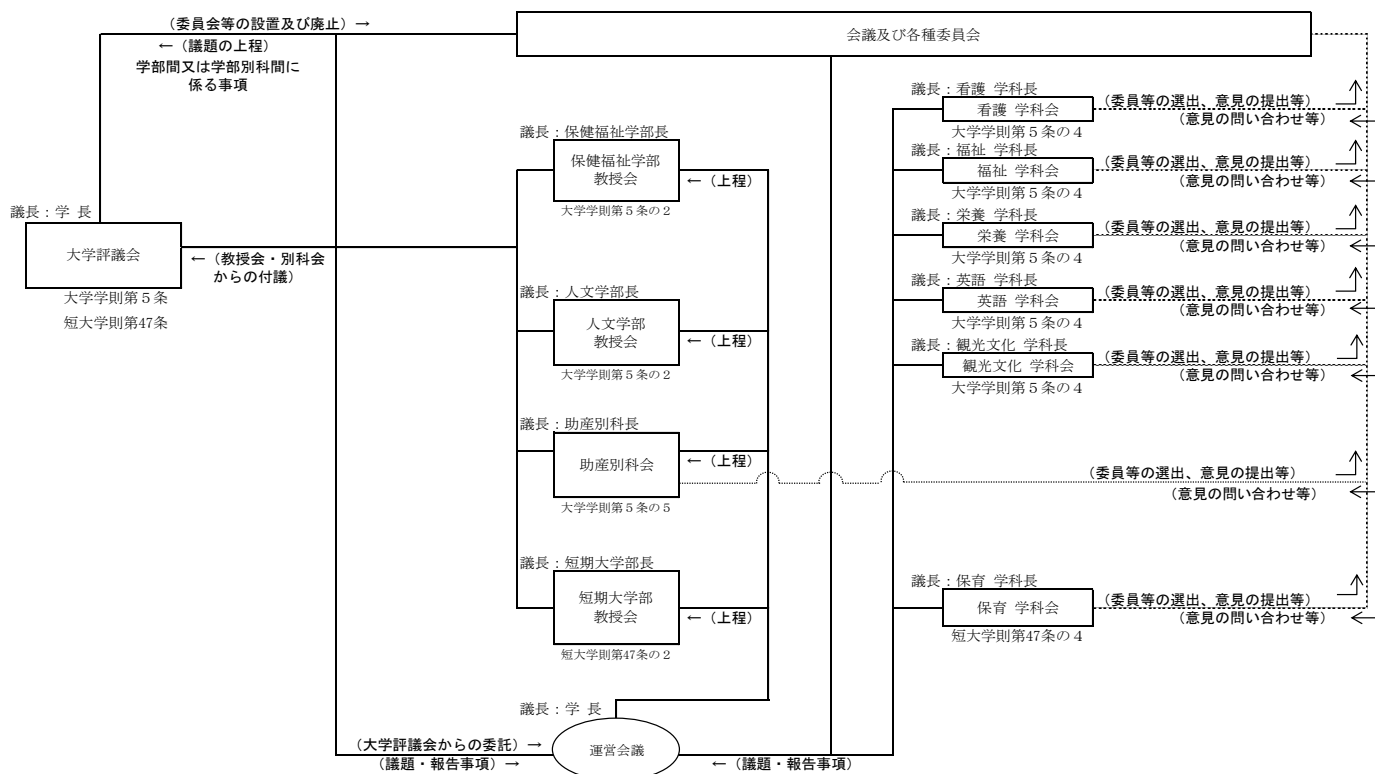 （委員会等の設置及び廃止）→
←（議題の上程）
学部間又は学部別科間に
係る事項
会議及び各種委員会
議長：学 長
大学評議会
大学学則第５条
短大学則第47条
←（教授会・別科会
からの付議）
議長：保健福祉学部長
保健福祉学部
教授会
大学学則第５条の２
←（上程）
議長：人文学部長
人文学部
教授会
大学学則第５条の２
←（上程）
議長：助産別科長
助産別科会
大学学則第５条の５
←（上程）
議長：短期大学部長
短期大学部
教授会
短大学則第47条の２
←（上程）
議長：看護 学科長
看護 学科会
大学学則第５条の４
（委員等の選出、意見の提出等）
（意見の問い合わせ等）
議長：福祉 学科長
福祉 学科会
大学学則第５条の４
（委員等の選出、意見の提出等）
（意見の問い合わせ等）
議長：栄養 学科長
栄養 学科会
大学学則第５条の４
（委員等の選出、意見の提出等）
（意見の問い合わせ等）
議長：英語 学科長
英語 学科会
大学学則第５条の４
（委員等の選出、意見の提出等）
（意見の問い合わせ等）
議長：観光文化 学科長
観光文化 学科会
大学学則第５条の４
（委員等の選出、意見の提出等）
（意見の問い合わせ等）
（委員等の選出、意見の提出等）
（意見の問い合わせ等）
議長：保育 学科長
保育 学科会
短大学則第47条の４
（委員等の選出、意見の提出等）
（意見の問い合わせ等）
議長：学 長
運営会議
（大学評議会からの委託）→
（議題・報告事項）→
←（議題・報告事項）